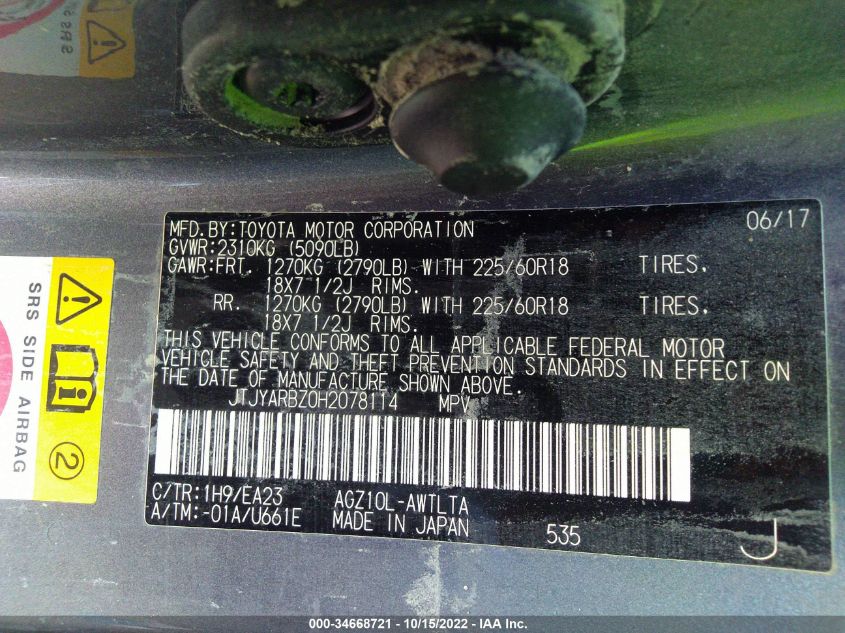 SRS S
MFD.BY:TOYOTA MOTOR CORPORATION 06/17
GVWR:2310KG (5090LB)
GAWR:FRT. 1270KG (2790LB) WITH 225/60R18 TIRES,
18X7 1/2J RIMS.
RR. 1270KG (2790LB) WITH 225/60R18 TIRES,
18X7 1/2J RIMS.
THIS VEHICLE CONFORMS TO ALL APPLICABLE FEDERAL MOTOR
VEHICLE SAFETY AND THEFT PREVENTION STANDARDS IN EFFECT ON
THE DATE OF MANUFACTURE SHOWN ABOVE.
JTJYARBZ0H2078114 MPV
C/TR:1H9/EA23 AGZ10L-AWTLTA
A/TM:-01A/U661E MADE IN JAPAN 535 J
SRS SIDE AIRBAG
2
000-34668721 - 10/15/2022 - IAA Inc.